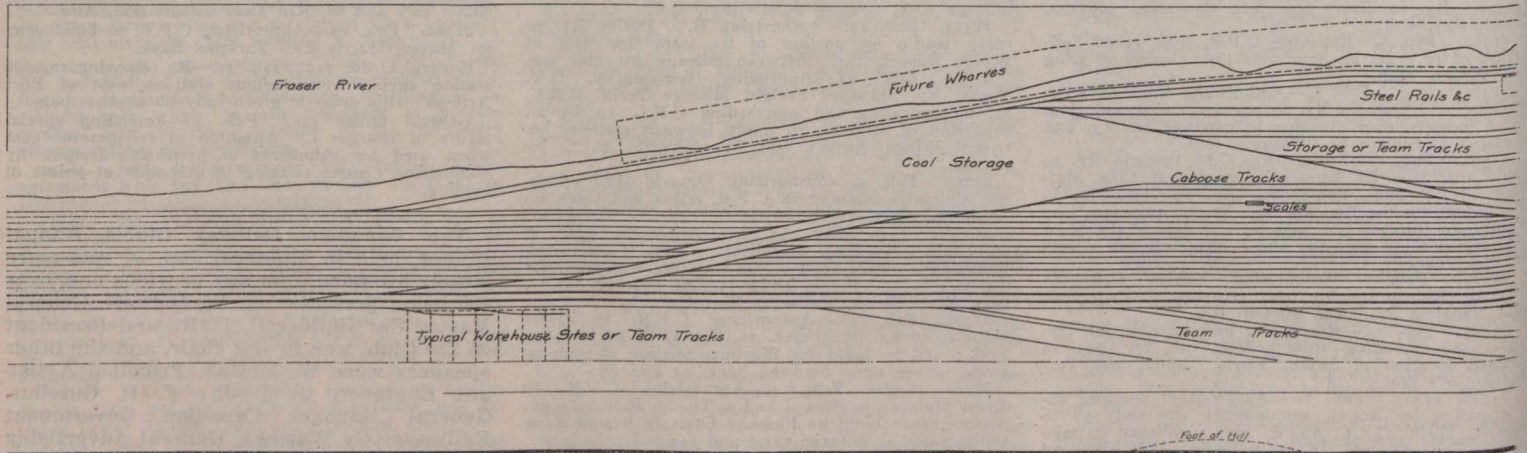 Fraser River
Future Wharves
Steel Rails &c
Coal Storage
Storage or Team Tracks
Caboose Tracks
Scales
Typical Warehouse Sites or Team Tracks
Team Tracks
Foot of Hill